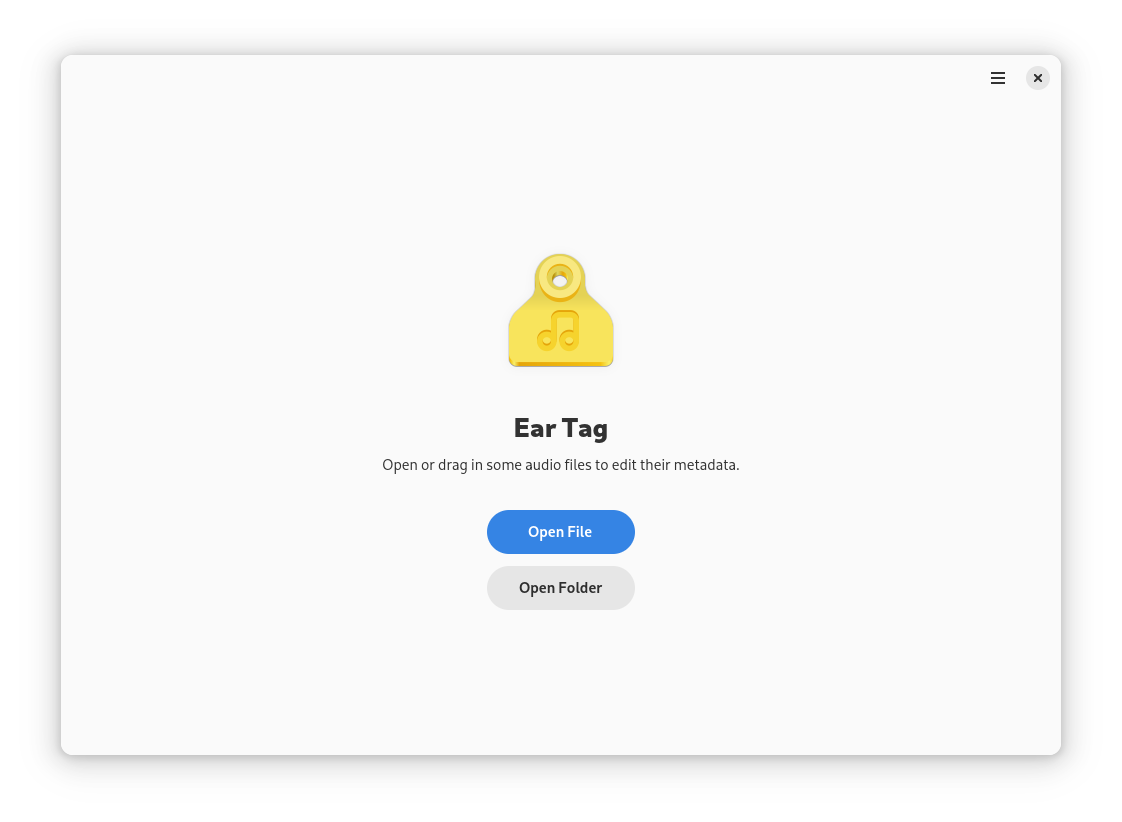 Ear Tag
Open or drag in some audio files to edit their metadata.
Open File
Open Folder